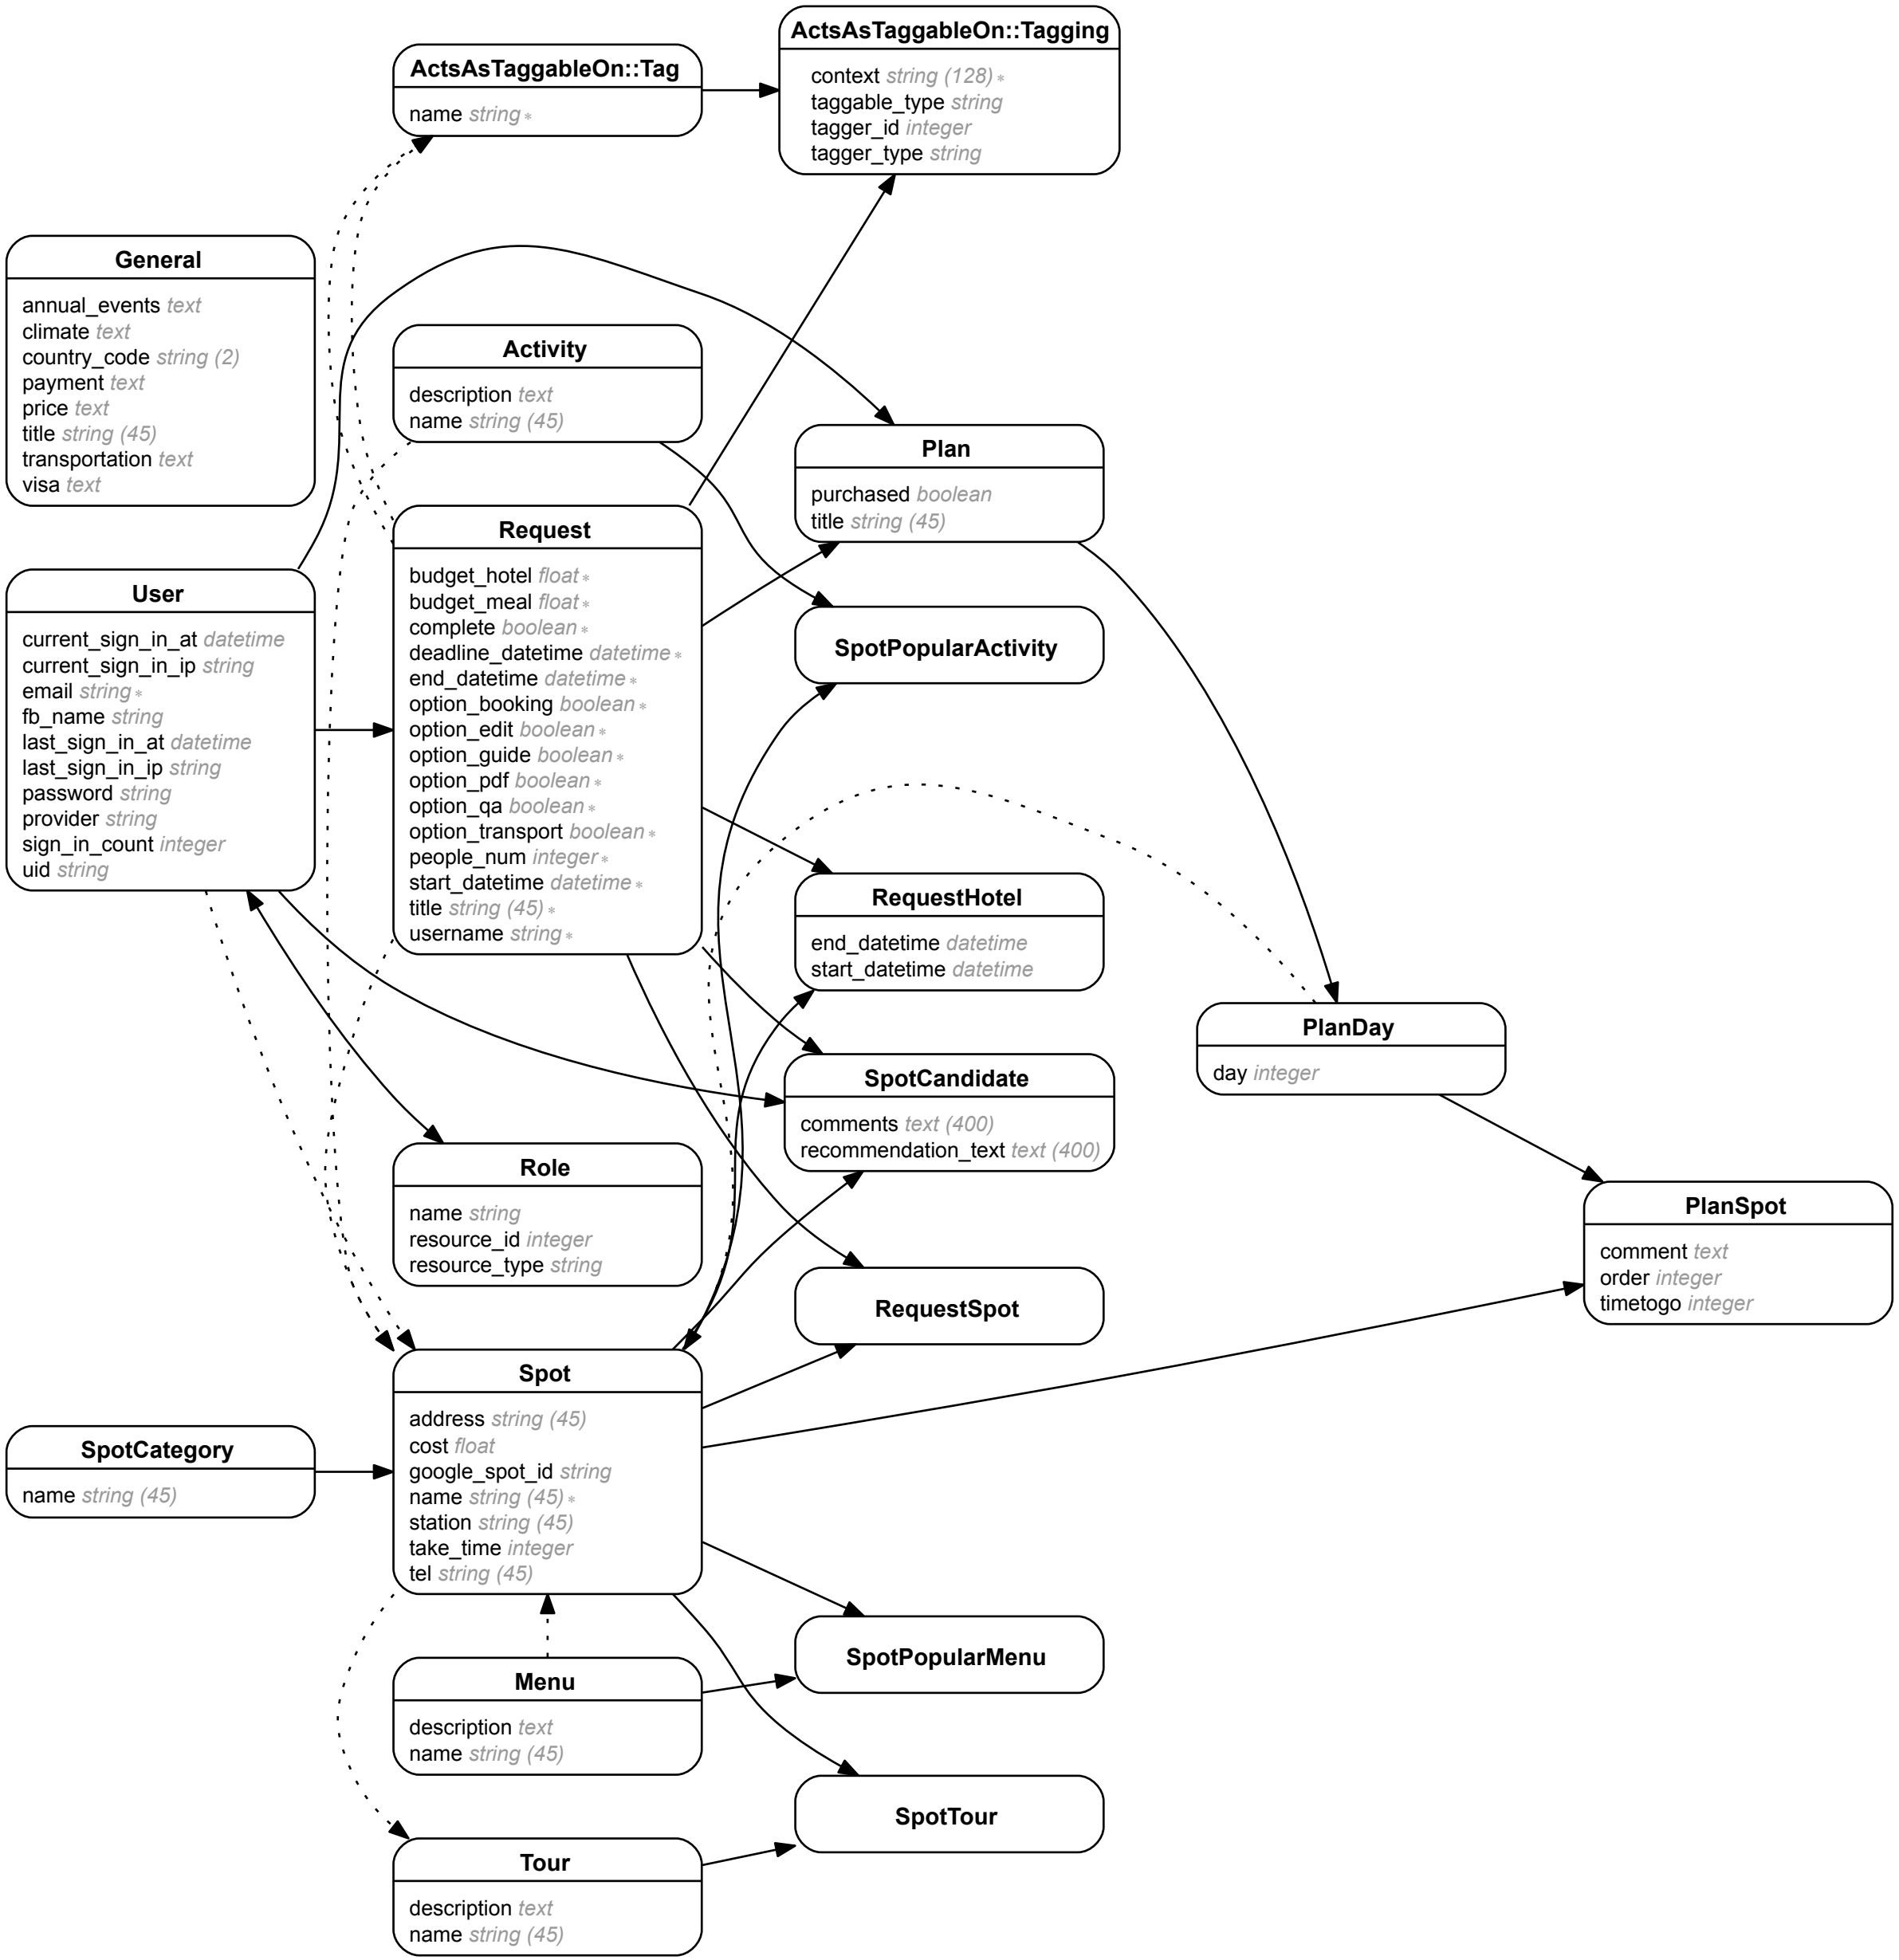 ActsAsTaggableOn::Tagging
context string (128) *
taggable_type string
tagger_id integer
tagger_type string
ActsAsTaggableOn::Tag
name string *
General
annual_events text
climate text
country_code string (2)
payment text
price text
title string (45)
transportation text
visa text
Activity
description text
name string (45)
Plan
purchased boolean
title string (45)
Request
budget_hotel float *
budget_meal float *
complete boolean *
deadline_datetime datetime *
end_datetime datetime *
option_booking boolean *
option_edit boolean *
option_guide boolean *
option_pdf boolean *
option_qa boolean *
option_transport boolean *
people_num integer *
start_datetime datetime *
title string (45) *
username string *
User
current_sign_in_at datetime
current_sign_in_ip string
email string *
fb_name string
last_sign_in_at datetime
last_sign_in_ip string
password string
provider string
sign_in_count integer
uid string
SpotPopularActivity
RequestHotel
end_datetime datetime
start_datetime datetime
PlanDay
day integer
SpotCandidate
comments text (400)
recommendation_text text (400)
Role
name string
resource_id integer
resource_type string
PlanSpot
comment text
order integer
timetogo integer
RequestSpot
Spot
address string (45)
cost float
google_spot_id string
name string (45) *
station string (45)
take_time integer
tel string (45)
SpotCategory
name string (45)
SpotPopularMenu
Menu
description text
name string (45)
SpotTour
Tour
description text
name string (45)